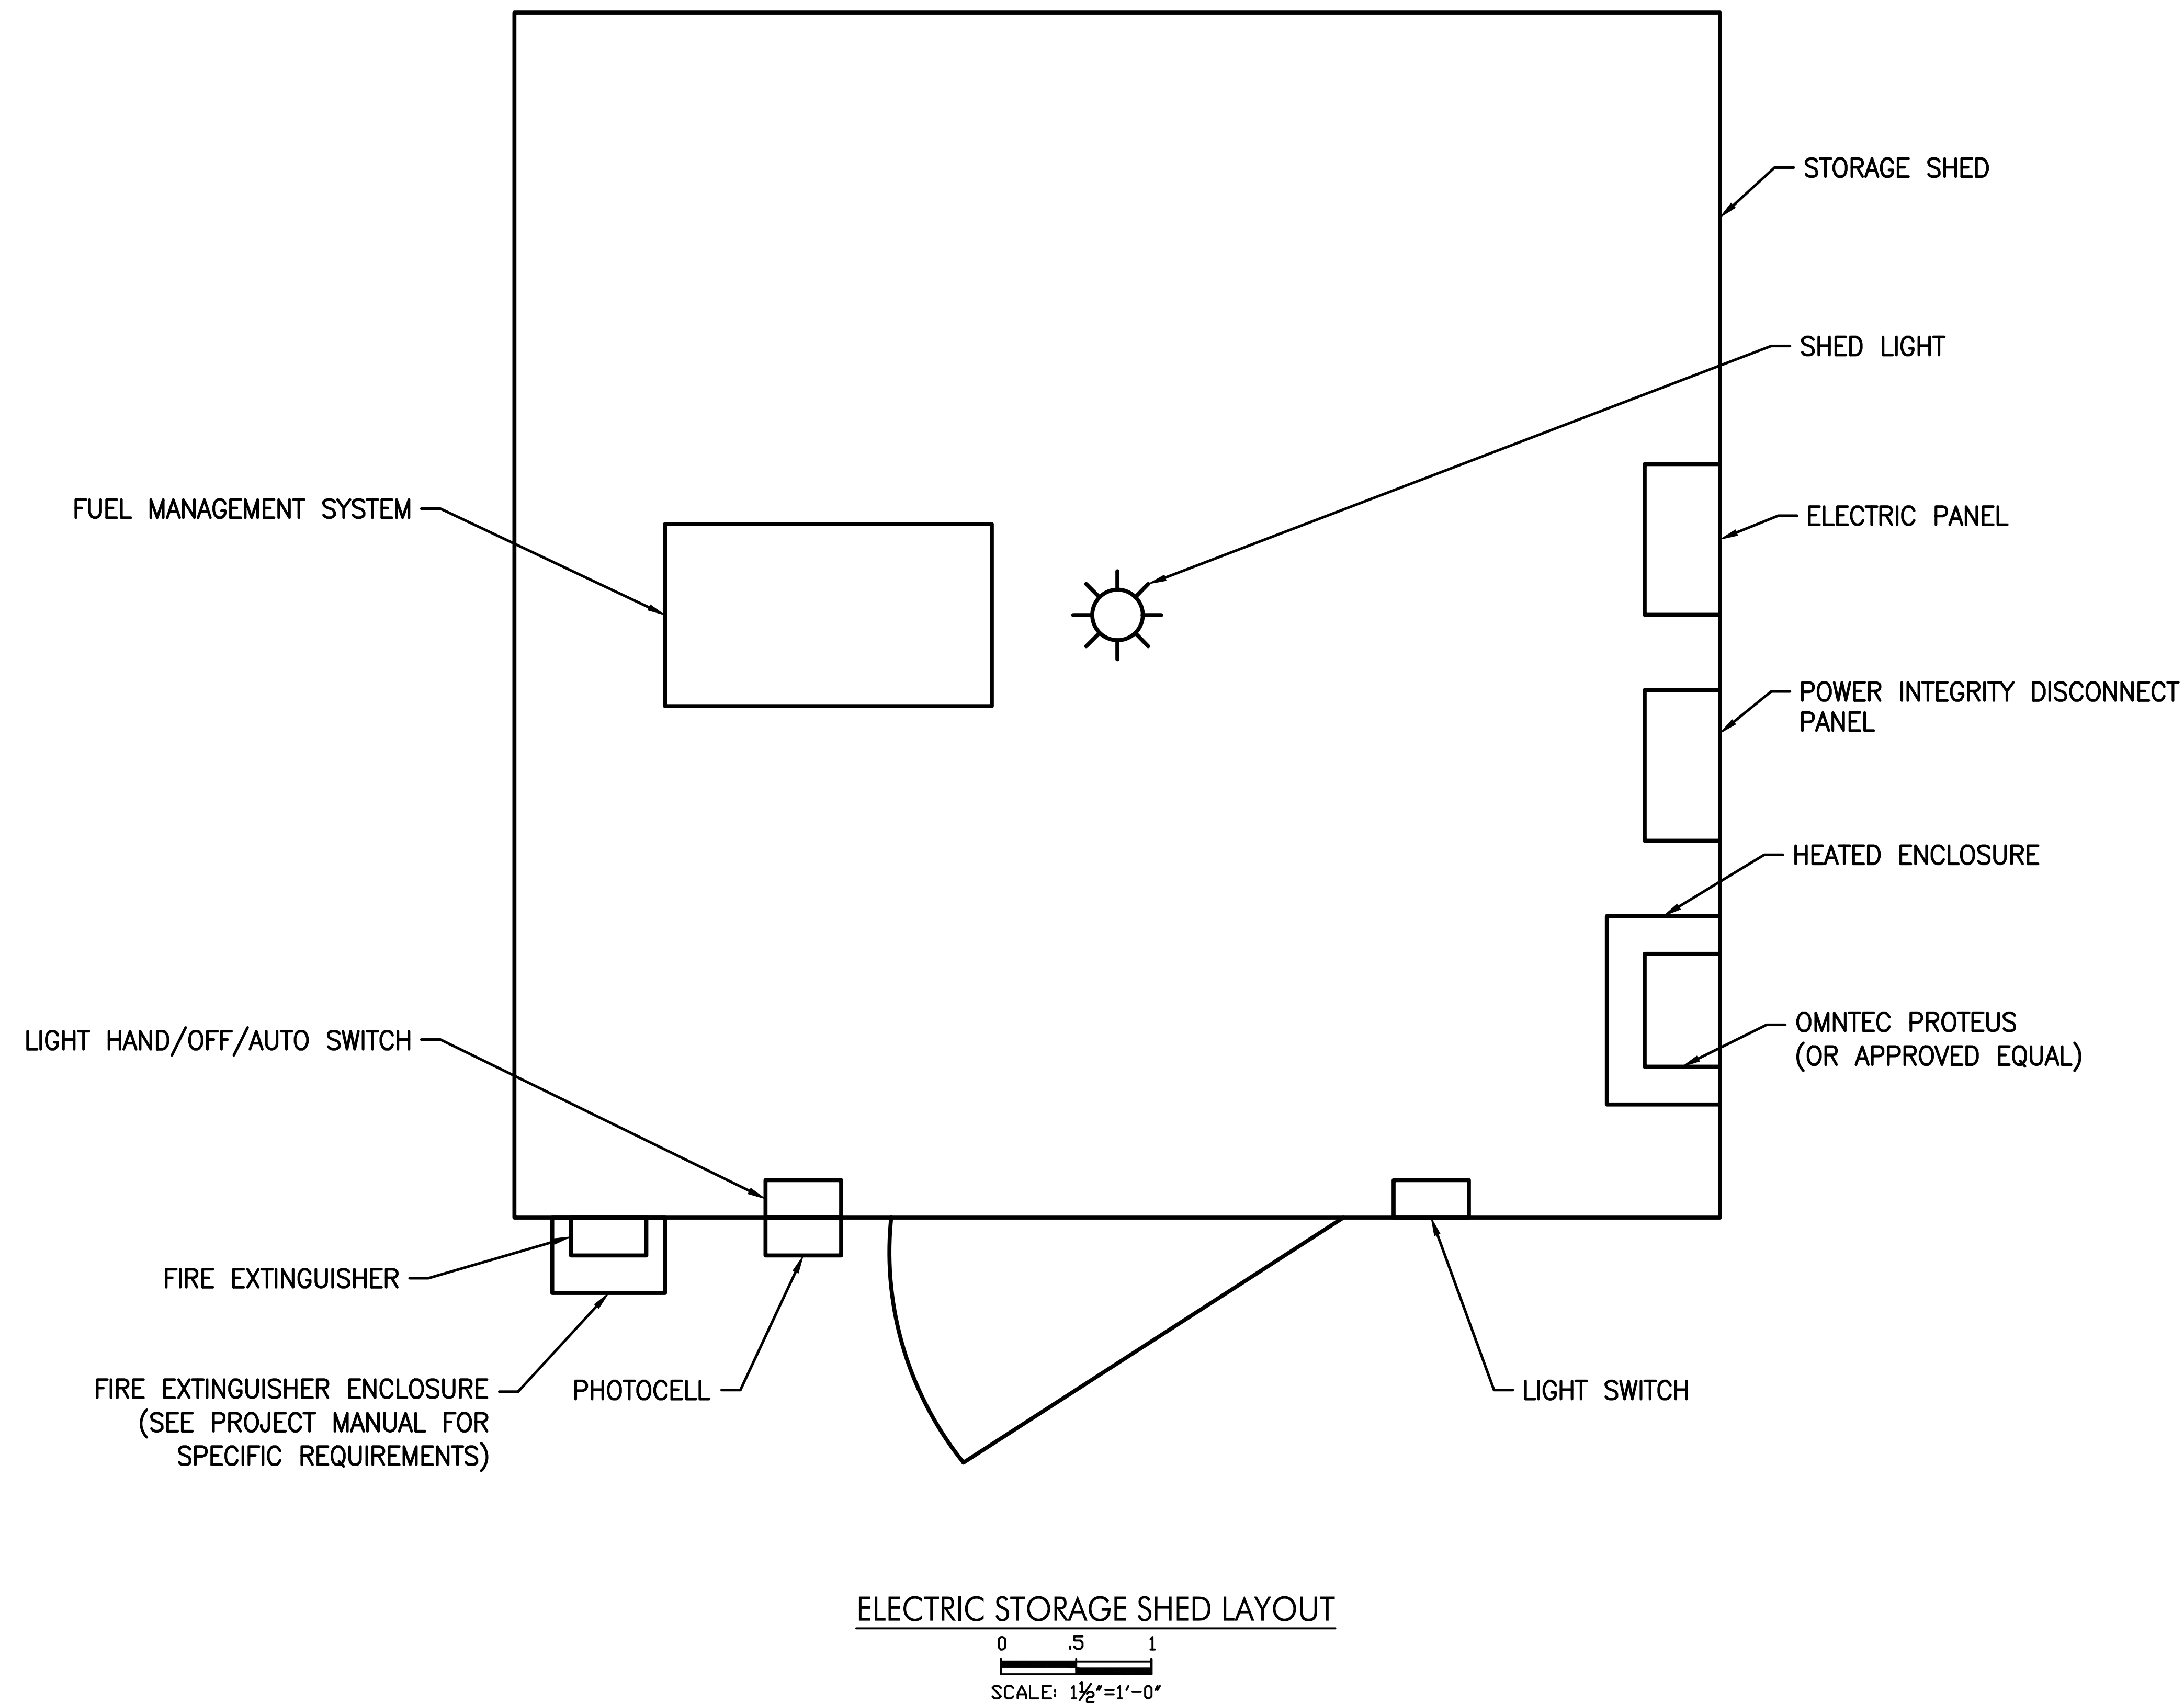 STORAGE SHED
SHED LIGHT
FUEL MANAGEMENT SYSTEM
ELECTRIC PANEL
POWER INTEGRITY DISCONNECT
PANEL
HEATED ENCLOSURE
OMNTEC PROTEUS
(OR APPROVED EQUAL)
LIGHT HAND/OFF/AUTO SWITCH
FIRE EXTINGUISHER
FIRE EXTINGUISHER ENCLOSURE
(SEE PROJECT MANUAL FOR
SPECIFIC REQUIREMENTS)
PHOTOCELL
LIGHT SWITCH
ELECTRIC STORAGE SHED LAYOUT
0 .5 1
SCALE: 1½"=1'-0"